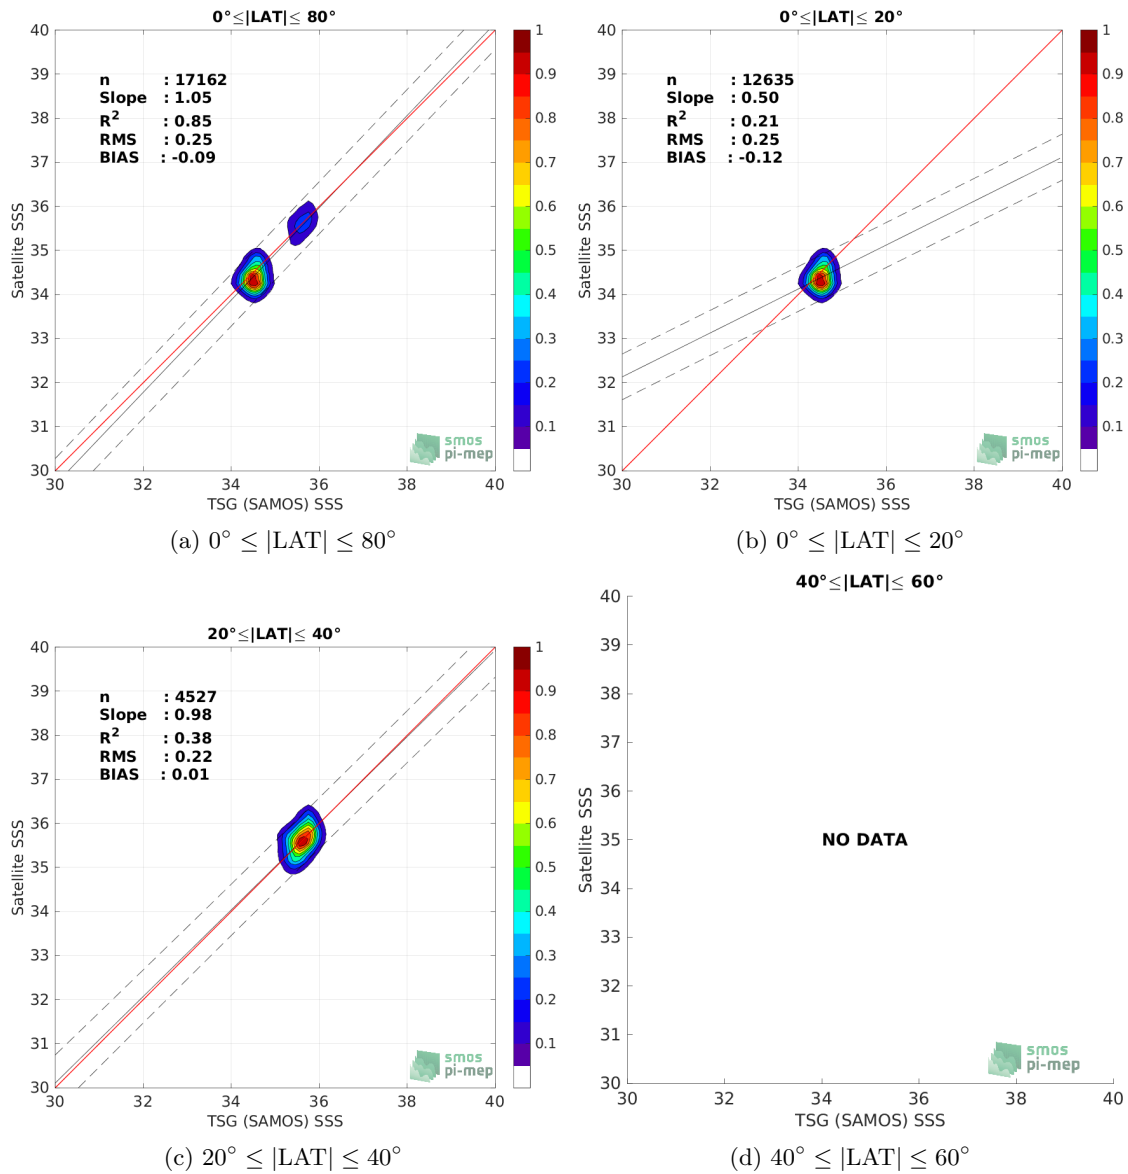 0°≤|LAT|≤ 80°
n : 17162
Slope : 1.05
R² : 0.85
RMS : 0.25
BIAS : -0.09
40
39
38
37
36
35
34
33
32
31
30
Satellite SSS
30 32 34 36 38 40
TSG (SAMOS) SSS
smos
pi-mep
1
0.9
0.8
0.7
0.6
0.5
0.4
0.3
0.2
0.1
(a) 0° ≤ |LAT| ≤ 80°
0°≤|LAT|≤ 20°
n : 12635
Slope : 0.50
R² : 0.21
RMS : 0.25
BIAS : -0.12
40
39
38
37
36
35
34
33
32
31
30
Satellite SSS
30 32 34 36 38 40
TSG (SAMOS) SSS
smos
pi-mep
1
0.9
0.8
0.7
0.6
0.5
0.4
0.3
0.2
0.1
(b) 0° ≤ |LAT| ≤ 20°
20°≤|LAT|≤ 40°
n : 4527
Slope : 0.98
R² : 0.38
RMS : 0.22
BIAS : 0.01
40
39
38
37
36
35
34
33
32
31
30
Satellite SSS
30 32 34 36 38 40
TSG (SAMOS) SSS
smos
pi-mep
1
0.9
0.8
0.7
0.6
0.5
0.4
0.3
0.2
0.1
(c) 20° ≤ |LAT| ≤ 40°
40°≤|LAT|≤ 60°
40
39
38
37
36
35
34
33
32
31
30
Satellite SSS
NO DATA
30 32 34 36 38 40
TSG (SAMOS) SSS
smos
pi-mep
(d) 40° ≤ |LAT| ≤ 60°